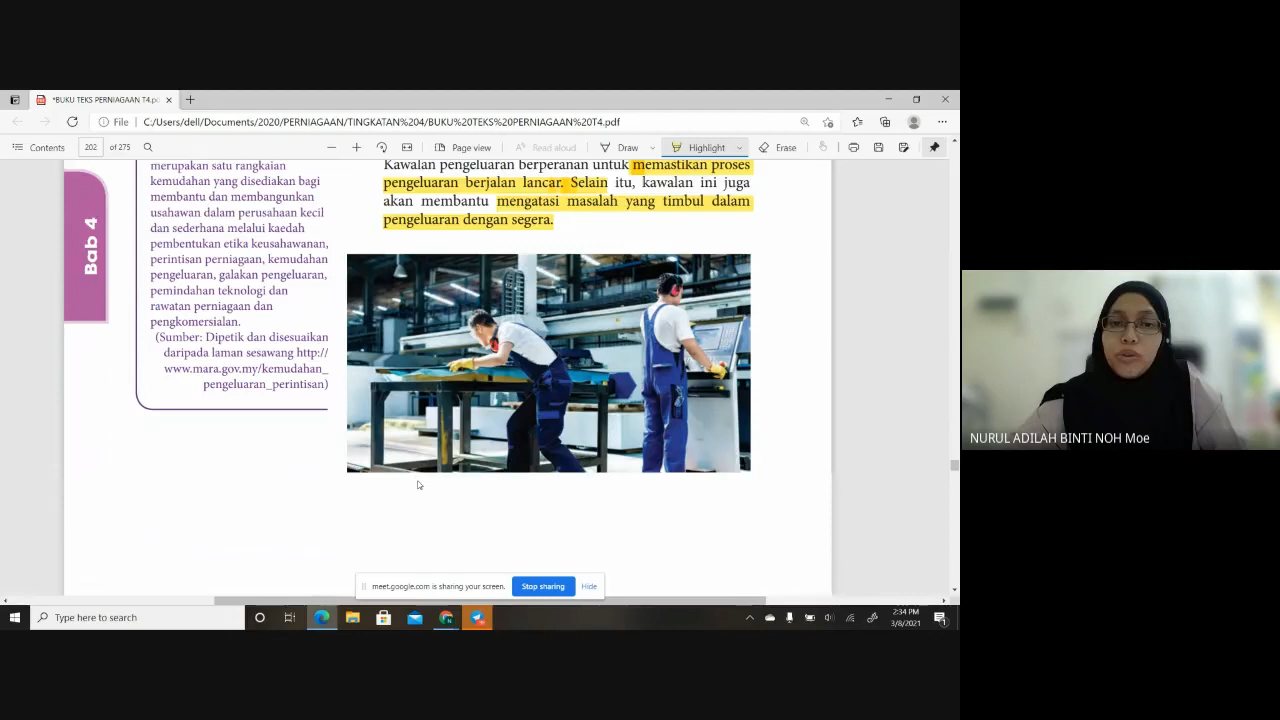 *BUKU TEKS PERNIAGAAN T4.pd
File
C:/Users/dell/Documents/2020/PERNIAGAAN/TINGKATAN%204/BUKU%20TEKS%20PERNIAGAAN%20T4.pdf
Contents
202 of 275
Page view
Read aloud
Draw
Highlight
Erase
merupakan satu rangkaian
kemudahan yang disediakan bagi
membantu dan membangunkan
usahawan dalam perusahaan kecil
dan sederhana melalui kaedah
pembentukan etika keusahawanan,
perintisan perniagaan, kemudahan
pengeluaran, galakan pengeluaran,
pemindahan teknologi dan
rawatan perniagaan dan
pengkomersialan.
(Sumber: Dipetik dan disesuaikan
daripada laman sesawang http://
www.mara.gov.my/kemudahan_
pengeluaran_perintisan)
Bab 4
Kawalan pengeluaran berperanan untuk memastikan proses
pengeluaran berjalan lancar. Selain itu, kawalan ini juga
akan membantu mengatasi masalah yang timbul dalam
pengeluaran dengan segera.
NURUL ADILAH BINTI NOH Moe
meet.google.com is sharing your screen.
Stop sharing
Hide
Type here to search
2:34 PM
3/8/2021